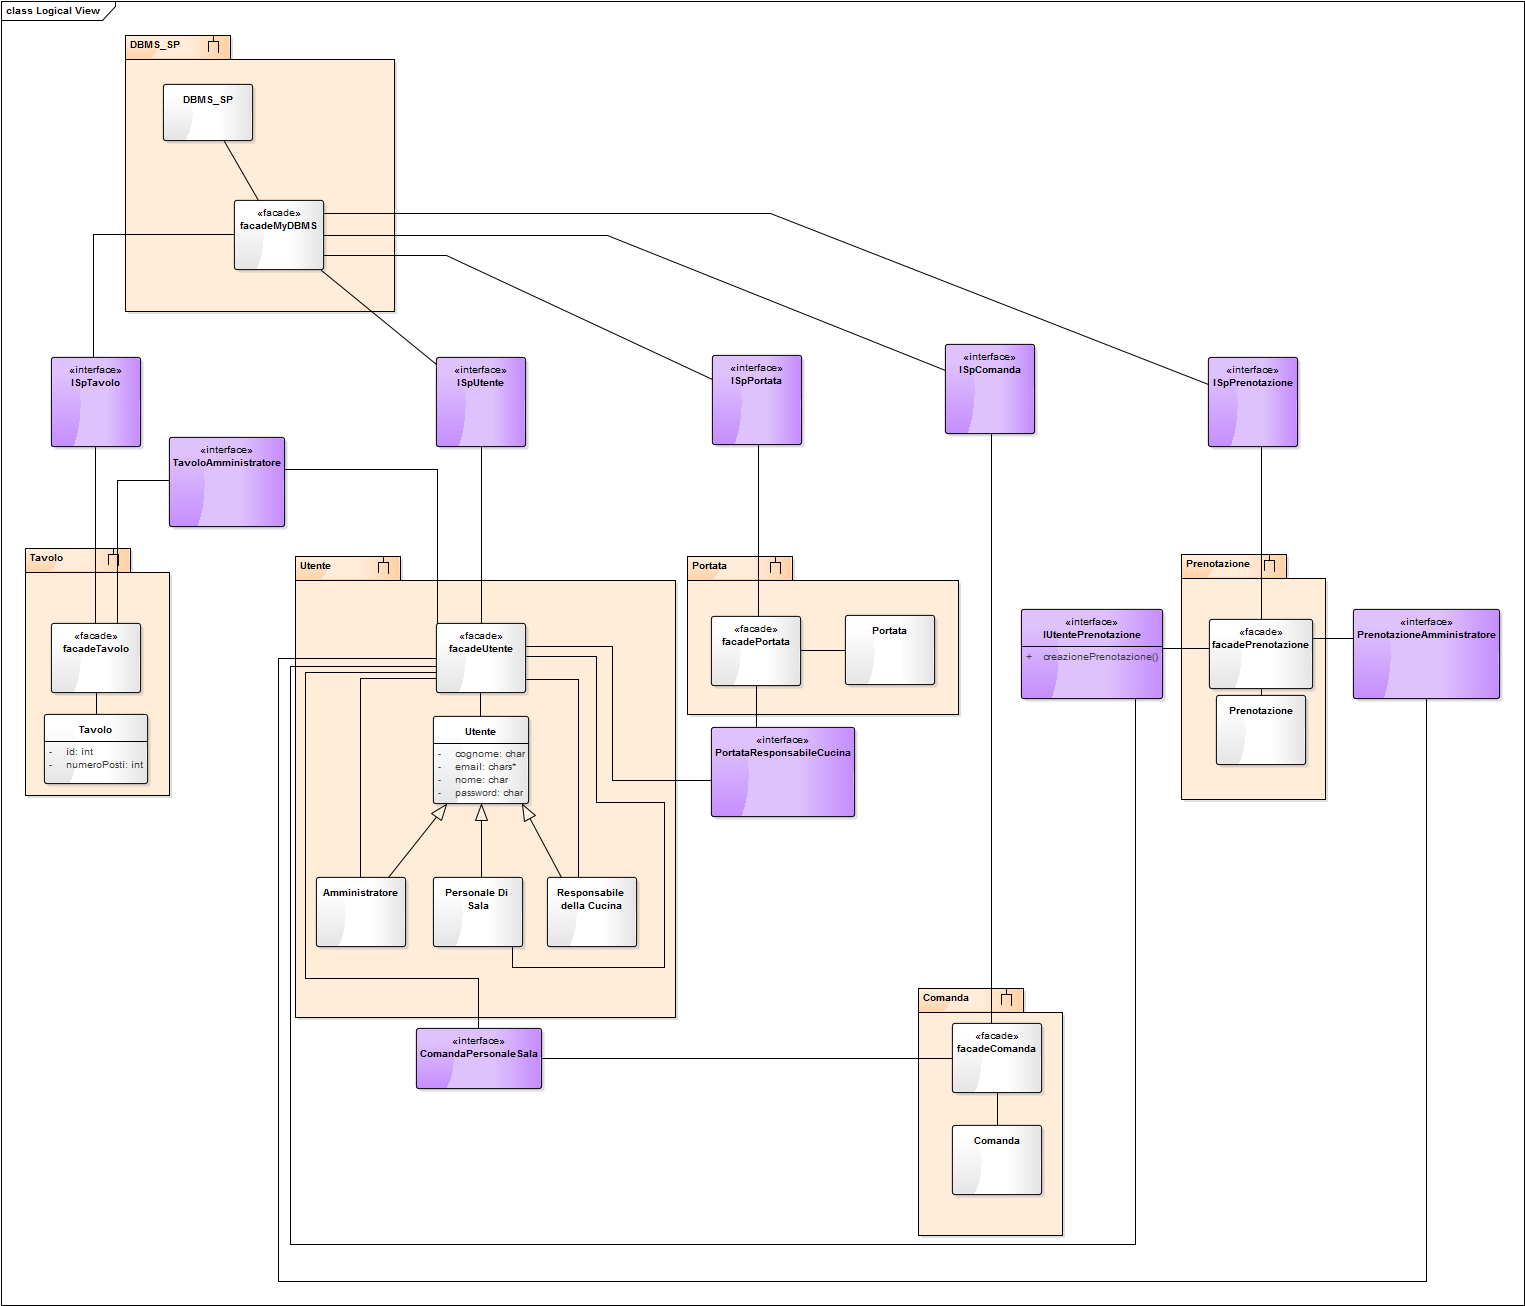 class Logical View
DBMS_SP
DBMS_SP
«facade»
facadeMyDBMS
«interface»
ISpTavolo
«interface»
ISpUtente
«interface»
ISpPortata
«interface»
ISpComanda
«interface»
ISpPrenotazione
«interface»
TavoloAmministratore
Tavolo
«facade»
facadeTavolo
Tavolo
- id: int
- numeroPosti: int
Utente
«facade»
facadeUtente
Utente
- cognome: char
- email: chars*
- nome: char
- password: char
Amministratore
Personale Di
Sala
Responsabile
della Cucina
Portata
«facade»
facadePortata
Portata
«interface»
PortataResponsabileCucina
«interface»
IUtentePrenotazione
+ creazionePrenotazione()
Prenotazione
«facade»
facadePrenotazione
Prenotazione
«interface»
PrenotazioneAmministratore
«interface»
ComandaPersonaleSala
Comanda
«facade»
facadeComanda
Comanda